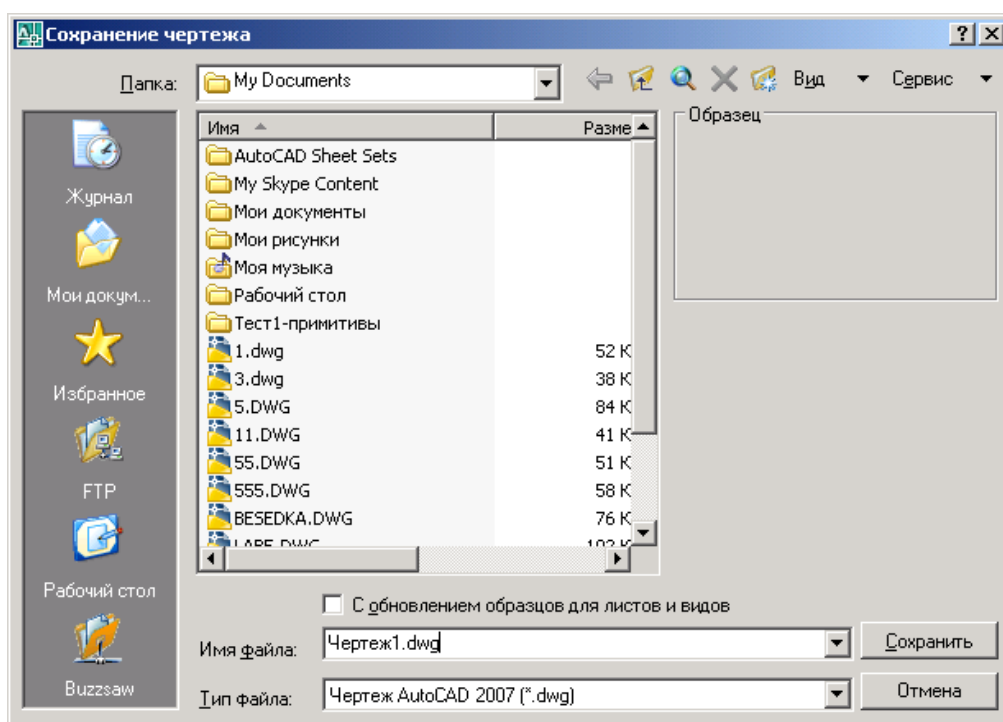 Сохранение чертежа
Папка: My Documents Вид Сервис
Журнал
Мои докум...
Избранное
FTP
Рабочий стол
Buzzsaw
Имя Разме
AutoCAD Sheet Sets
My Skype Content
Мои документы
Мои рисунки
Моя музыка
Рабочий стол
Тест1-примитивы
1.dwg 52 К
3.dwg 38 К
5.DWG 84 К
11.DWG 41 К
55.DWG 51 К
555.DWG 58 К
BESEDKA.DWG 76 К
Образец
С обновлением образцов для листов и видов
Имя файла: Чертеж1.dwg Сохранить
Тип файла: Чертеж AutoCAD 2007 (*.dwg) Отмена